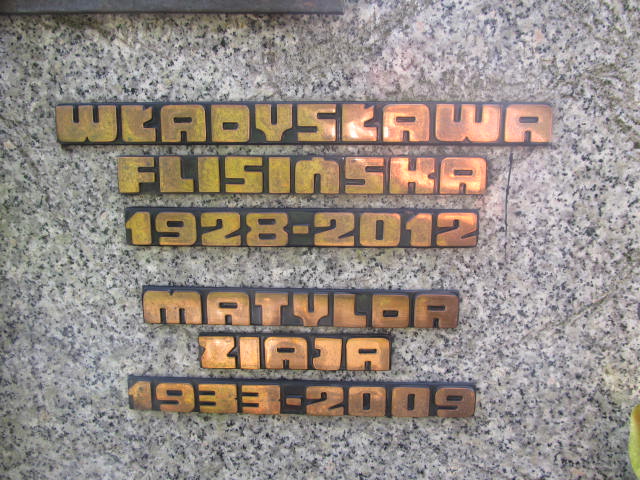 WŁADYSŁAWA
FLISIŃSKA
1928-2012
MATYLDA
ZIAJA
1933-2009